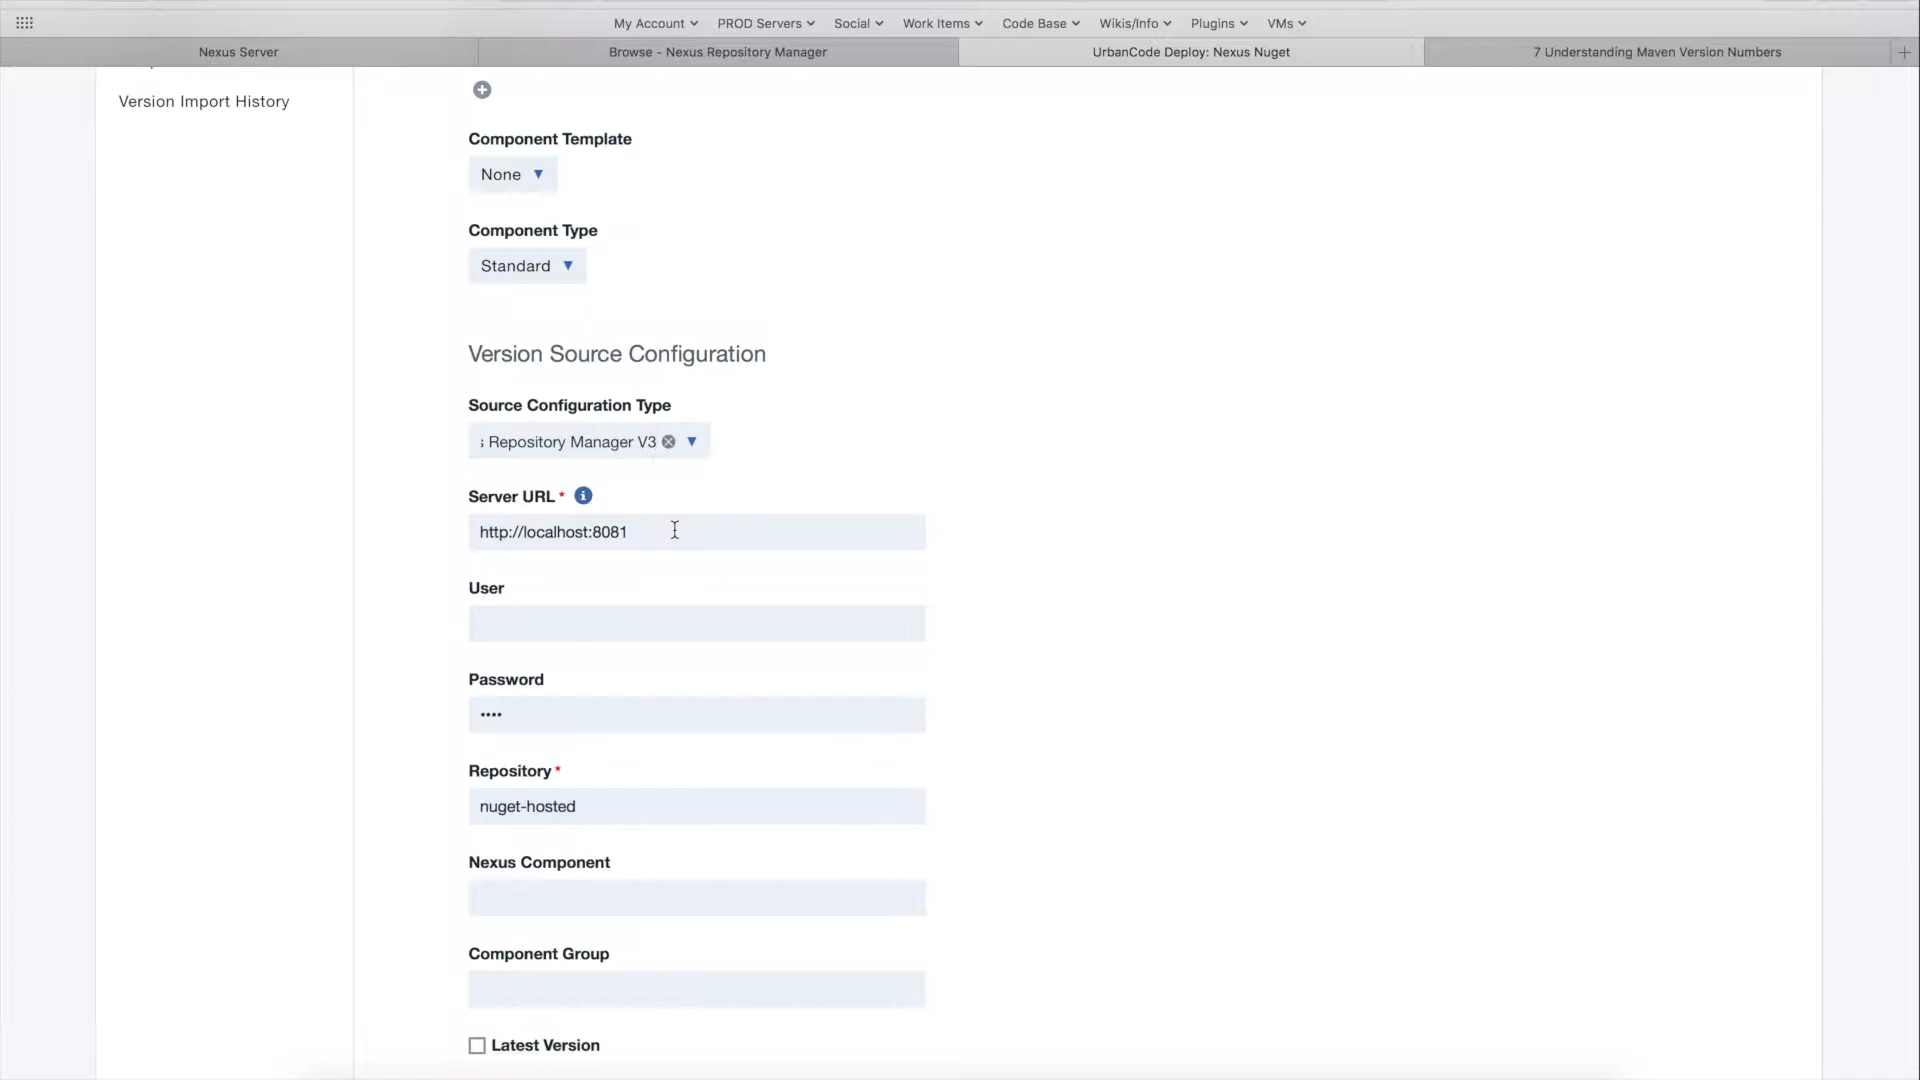 My Account PROD Servers Social Work Items Code Base Wikis/Info Plugins VMs
Nexus Server Browse - Nexus Repository Manager UrbanCode Deploy: Nexus Nuget 7 Understanding Maven Version Numbers
Version Import History
Component Template
None
Component Type
Standard
Version Source Configuration
Source Configuration Type
s Repository Manager V3
Server URL *
http://localhost:8081
User
Password
••••
Repository *
nuget-hosted
Nexus Component
Component Group
Latest Version